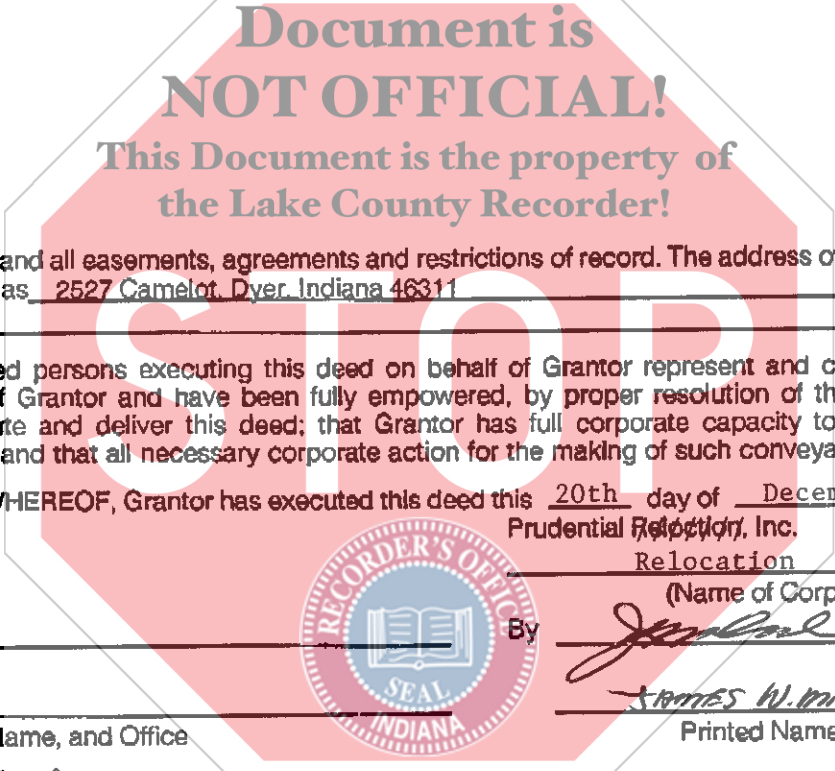 Document is
NOT OFFICIAL!
This Document is the property of
the Lake County Recorder!
and all easements, agreements and restrictions of record. The address o
as 2527 Camelot, Dyer, Indiana 46311
STOP
ed persons executing this deed on behalf of Grantor represent and c
f Grantor and have been fully empowered, by proper resolution of th
te and deliver this deed; that Grantor has full corporate capacity to
and that all necessary corporate action for the making of such conveya
WHEREOF, Grantor has executed this deed this 20th day of Decem
Prudential Reloction, Inc.
Relocation
(Name of Corp
RECORDER'S OFFICE
SEAL
INDIANA
By
JAMES W.
Name, and Office
Printed Name